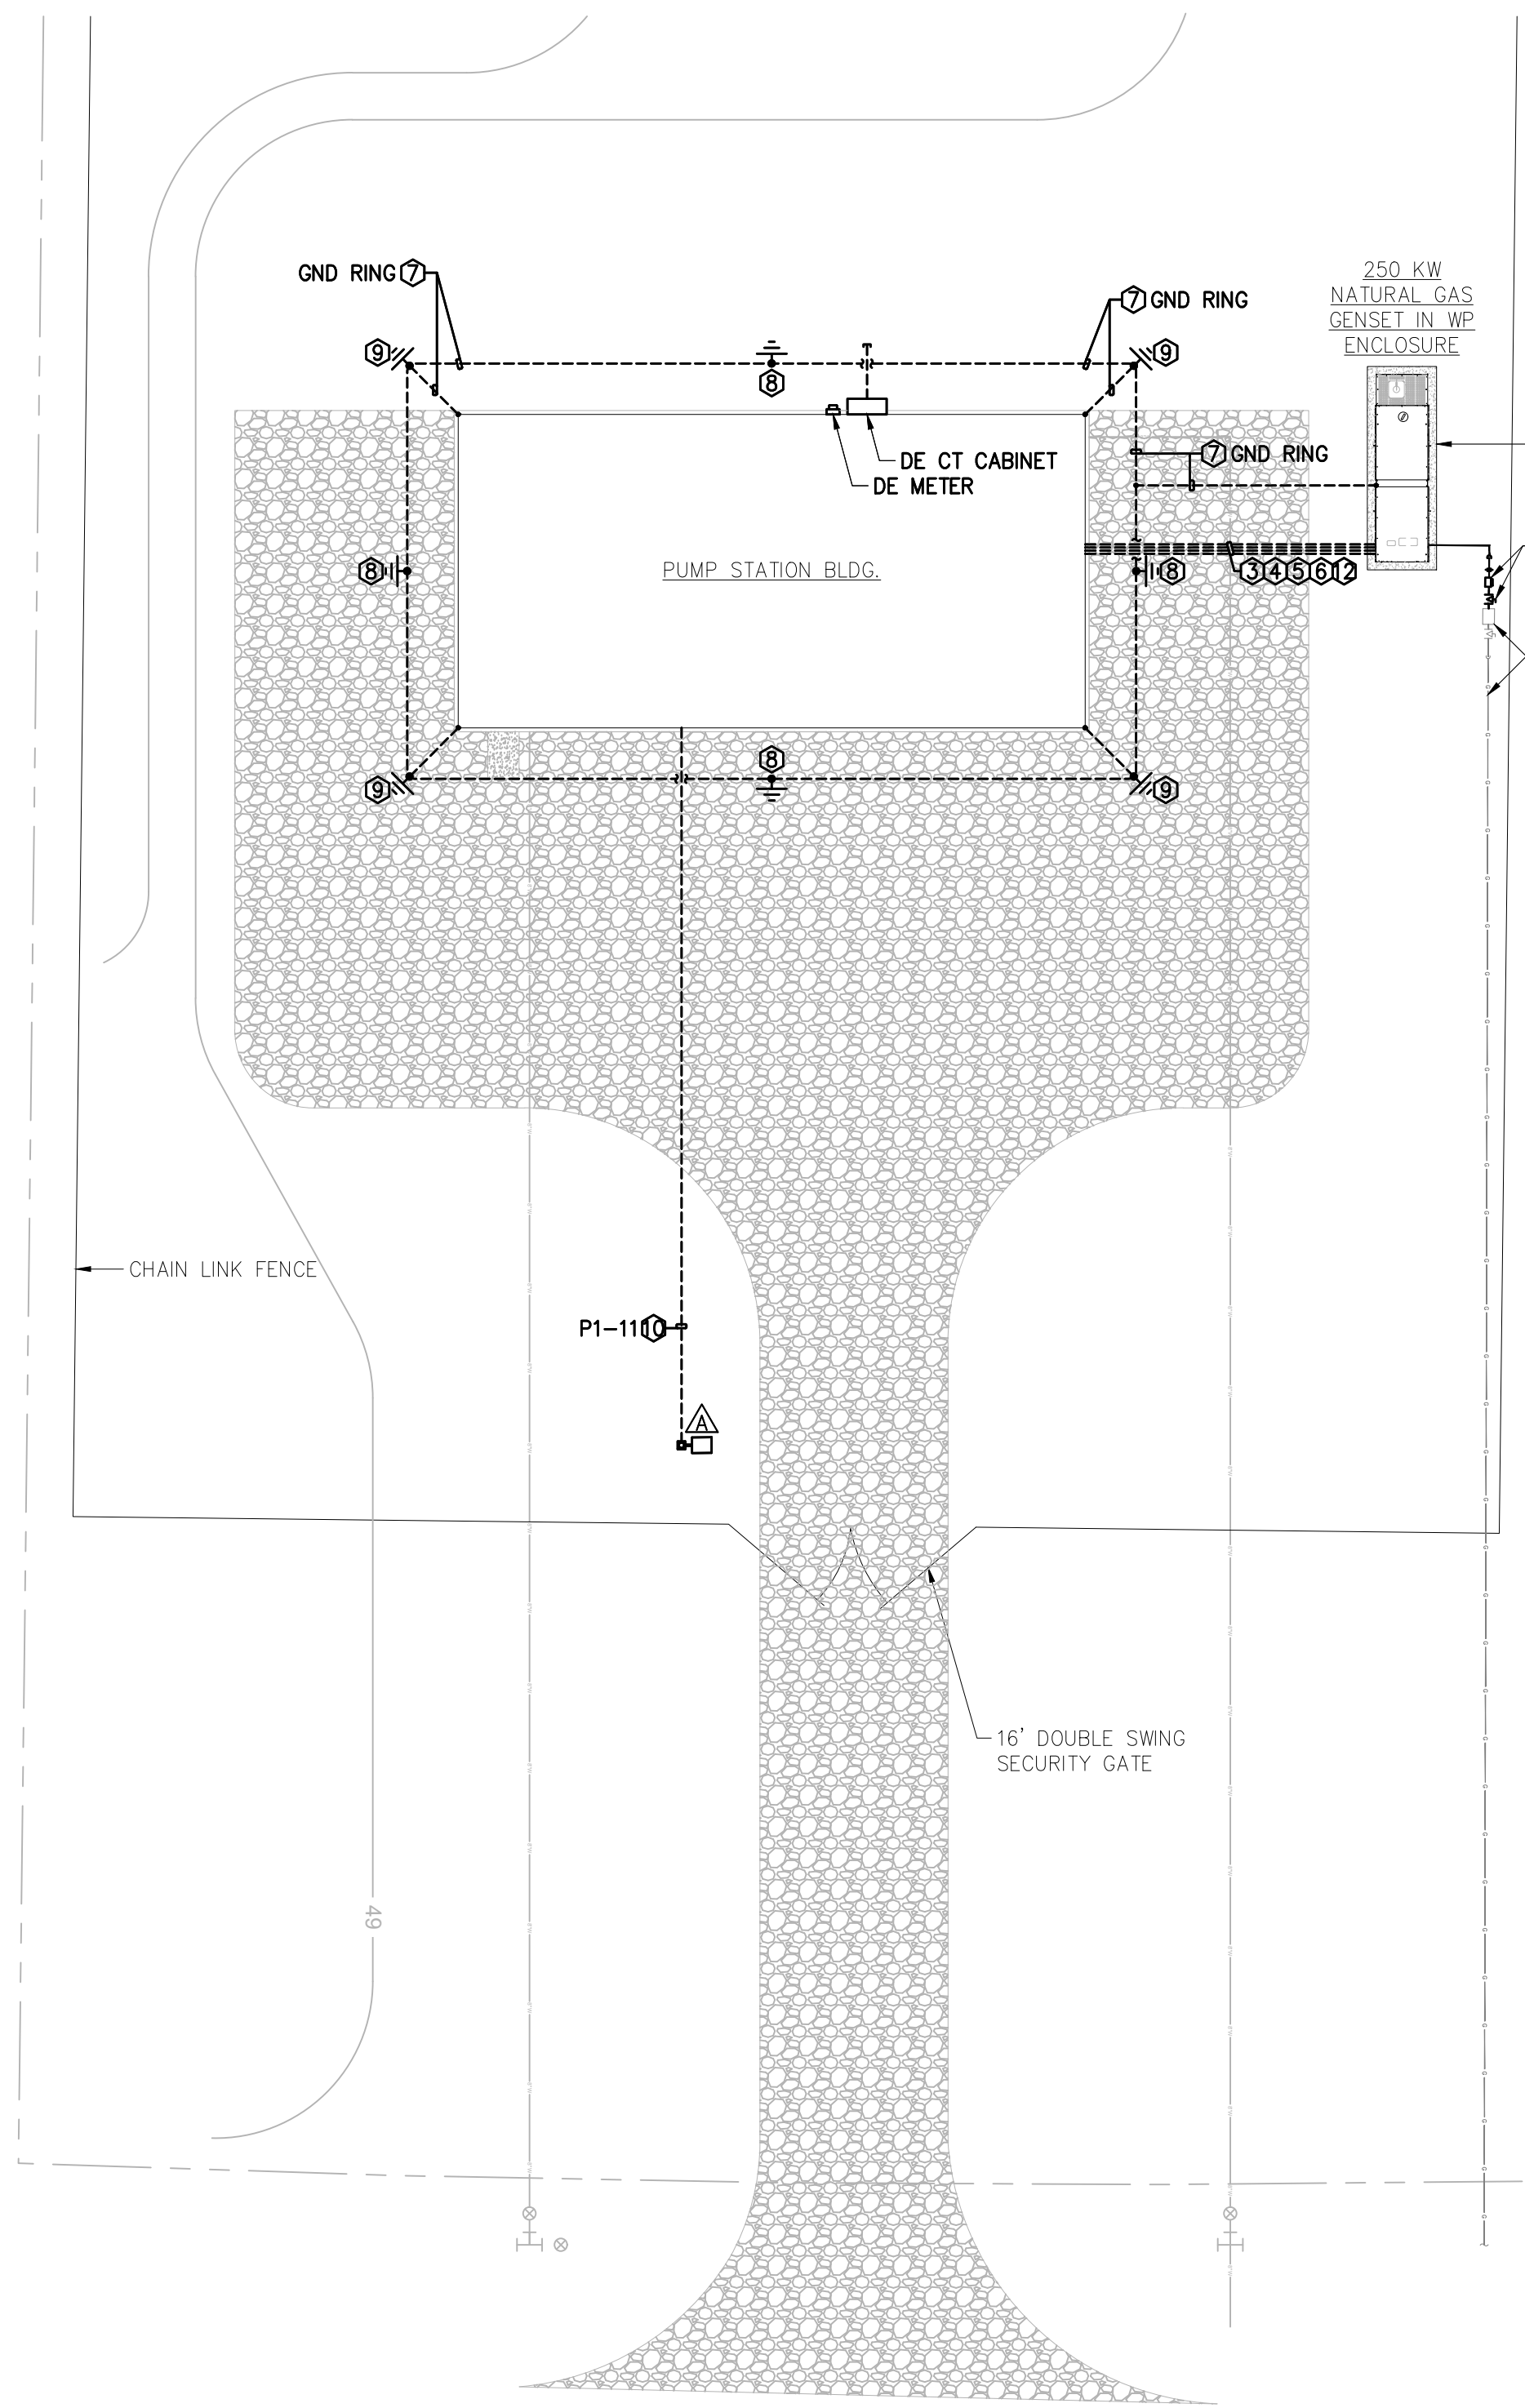 GND RING 7
7 GND RING
250 KW
NATURAL GAS
GENSET IN WP
ENCLOSURE
9
9
8
7 GND RING
DE CT CABINET
DE METER
8
PUMP STATION BLDG.
8
3 4 5 6 12
8
9
9
CHAIN LINK FENCE
P1-11 10
A
16' DOUBLE SWING
SECURITY GATE
49